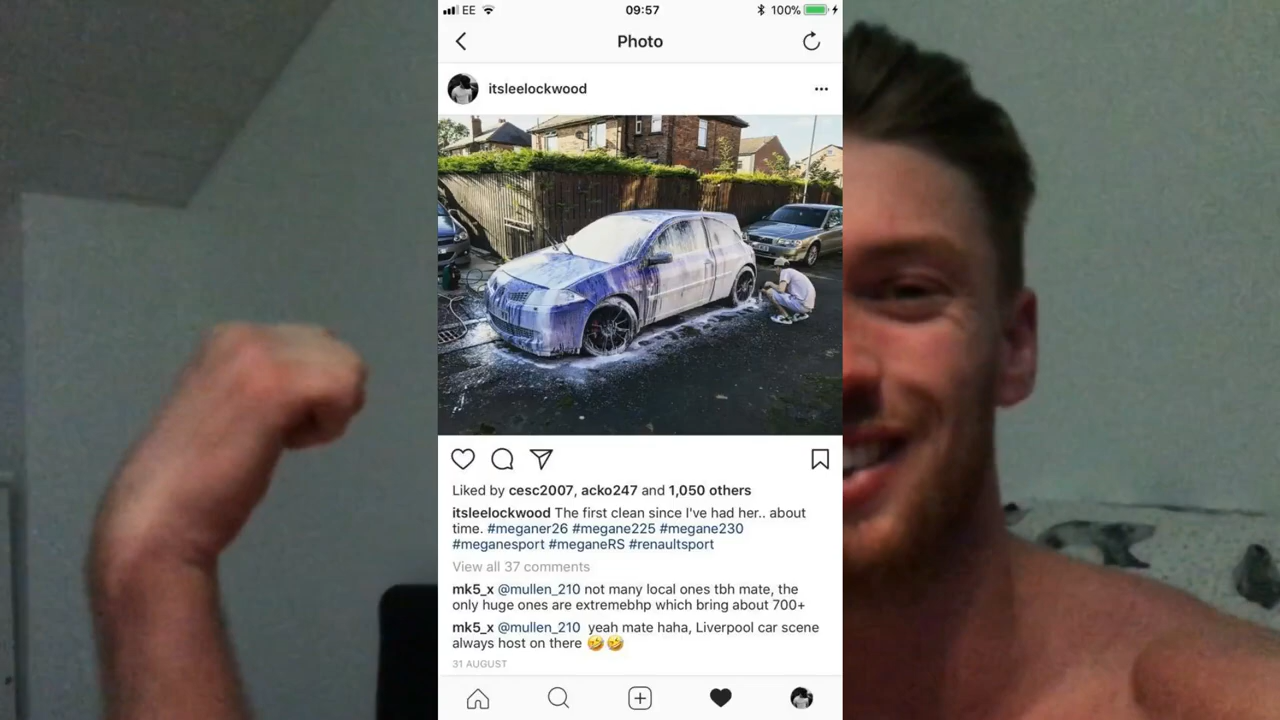 EE 09:57 100%
Photo
itsleelockwood
Liked by cesc2007, acko247 and 1,050 others
itsleelockwood The first clean since I've had her.. about
time. #meganer26 #megane225 #megane230
#meganesport #meganeRS #renaultsport
View all 37 comments
mk5_x @mullen_210 not many local ones tbh mate, the
only huge ones are extremebhp which bring about 700+
mk5_x @mullen_210 yeah mate haha, Liverpool car scene
always host on there 🤣🤣
31 AUGUST